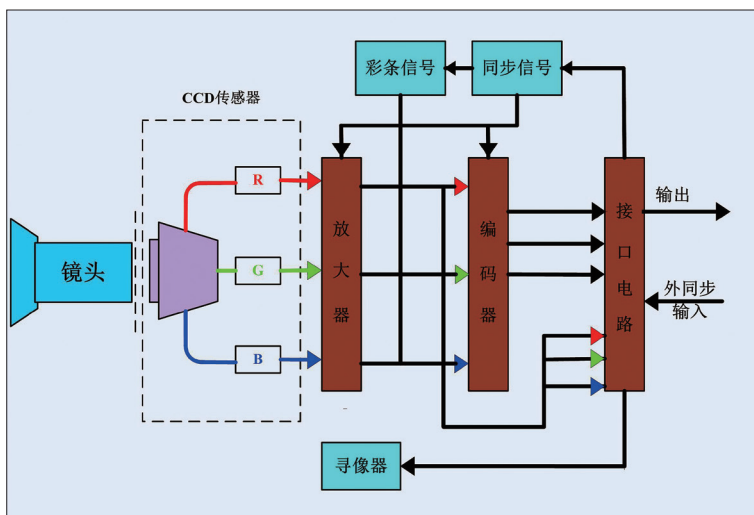 彩条信号
同步信号
CCD传感器
R
G
B
镜头
放大器
编码器
接口电路
输出
外同步
输入
寻像器